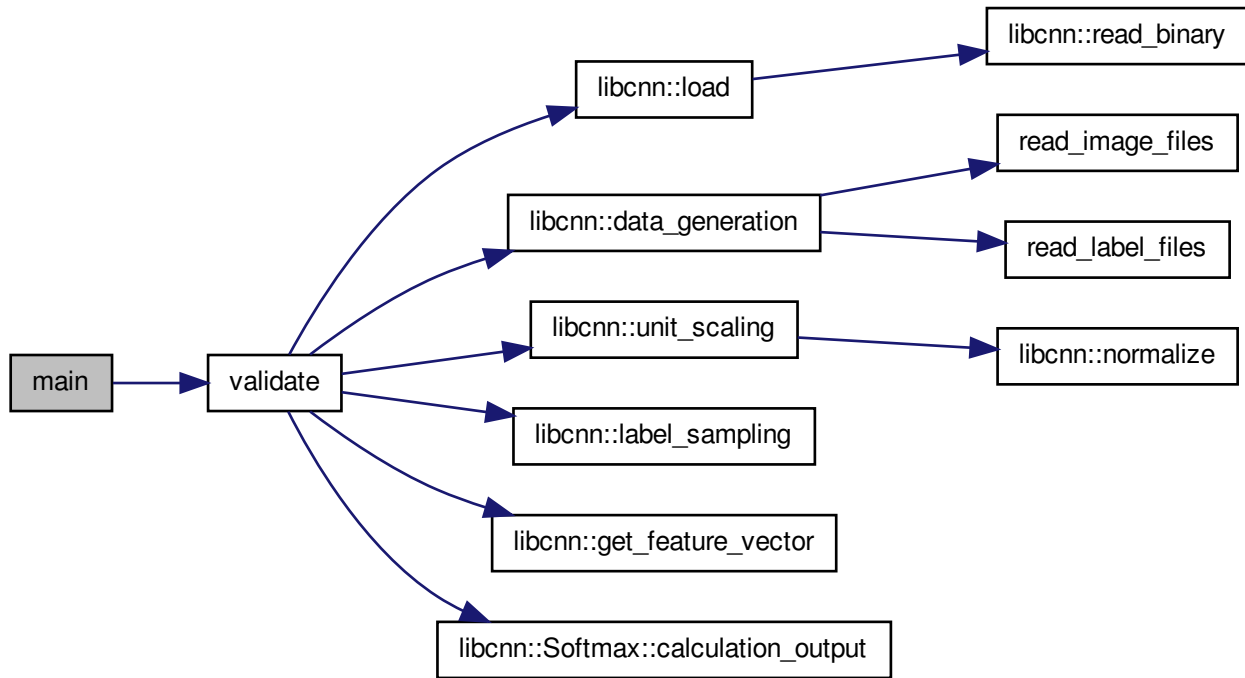 main
validate
libcnn::load
libcnn::read_binary
libcnn::data_generation
read_image_files
read_label_files
libcnn::unit_scaling
libcnn::normalize
libcnn::label_sampling
libcnn::get_feature_vector
libcnn::Softmax::calculation_output